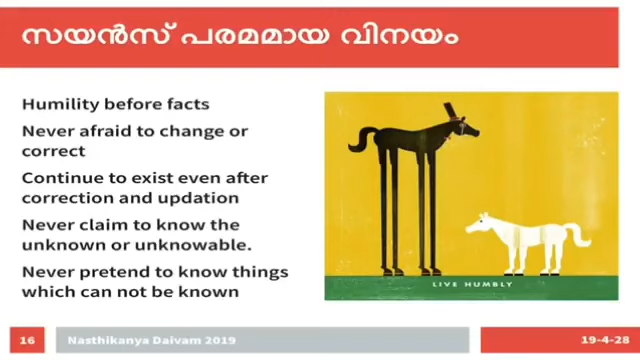 സയൻസ് പരമമായ വിനയം
Humility before facts
Never afraid to change or
correct
Continue to exist even after
correction and updation
Never claim to know the
unknown or unknowable.
Never pretend to know things
which can not be known
LIVE HUMBLY
16
Nasthikanya Daivam 2019
19-4-28